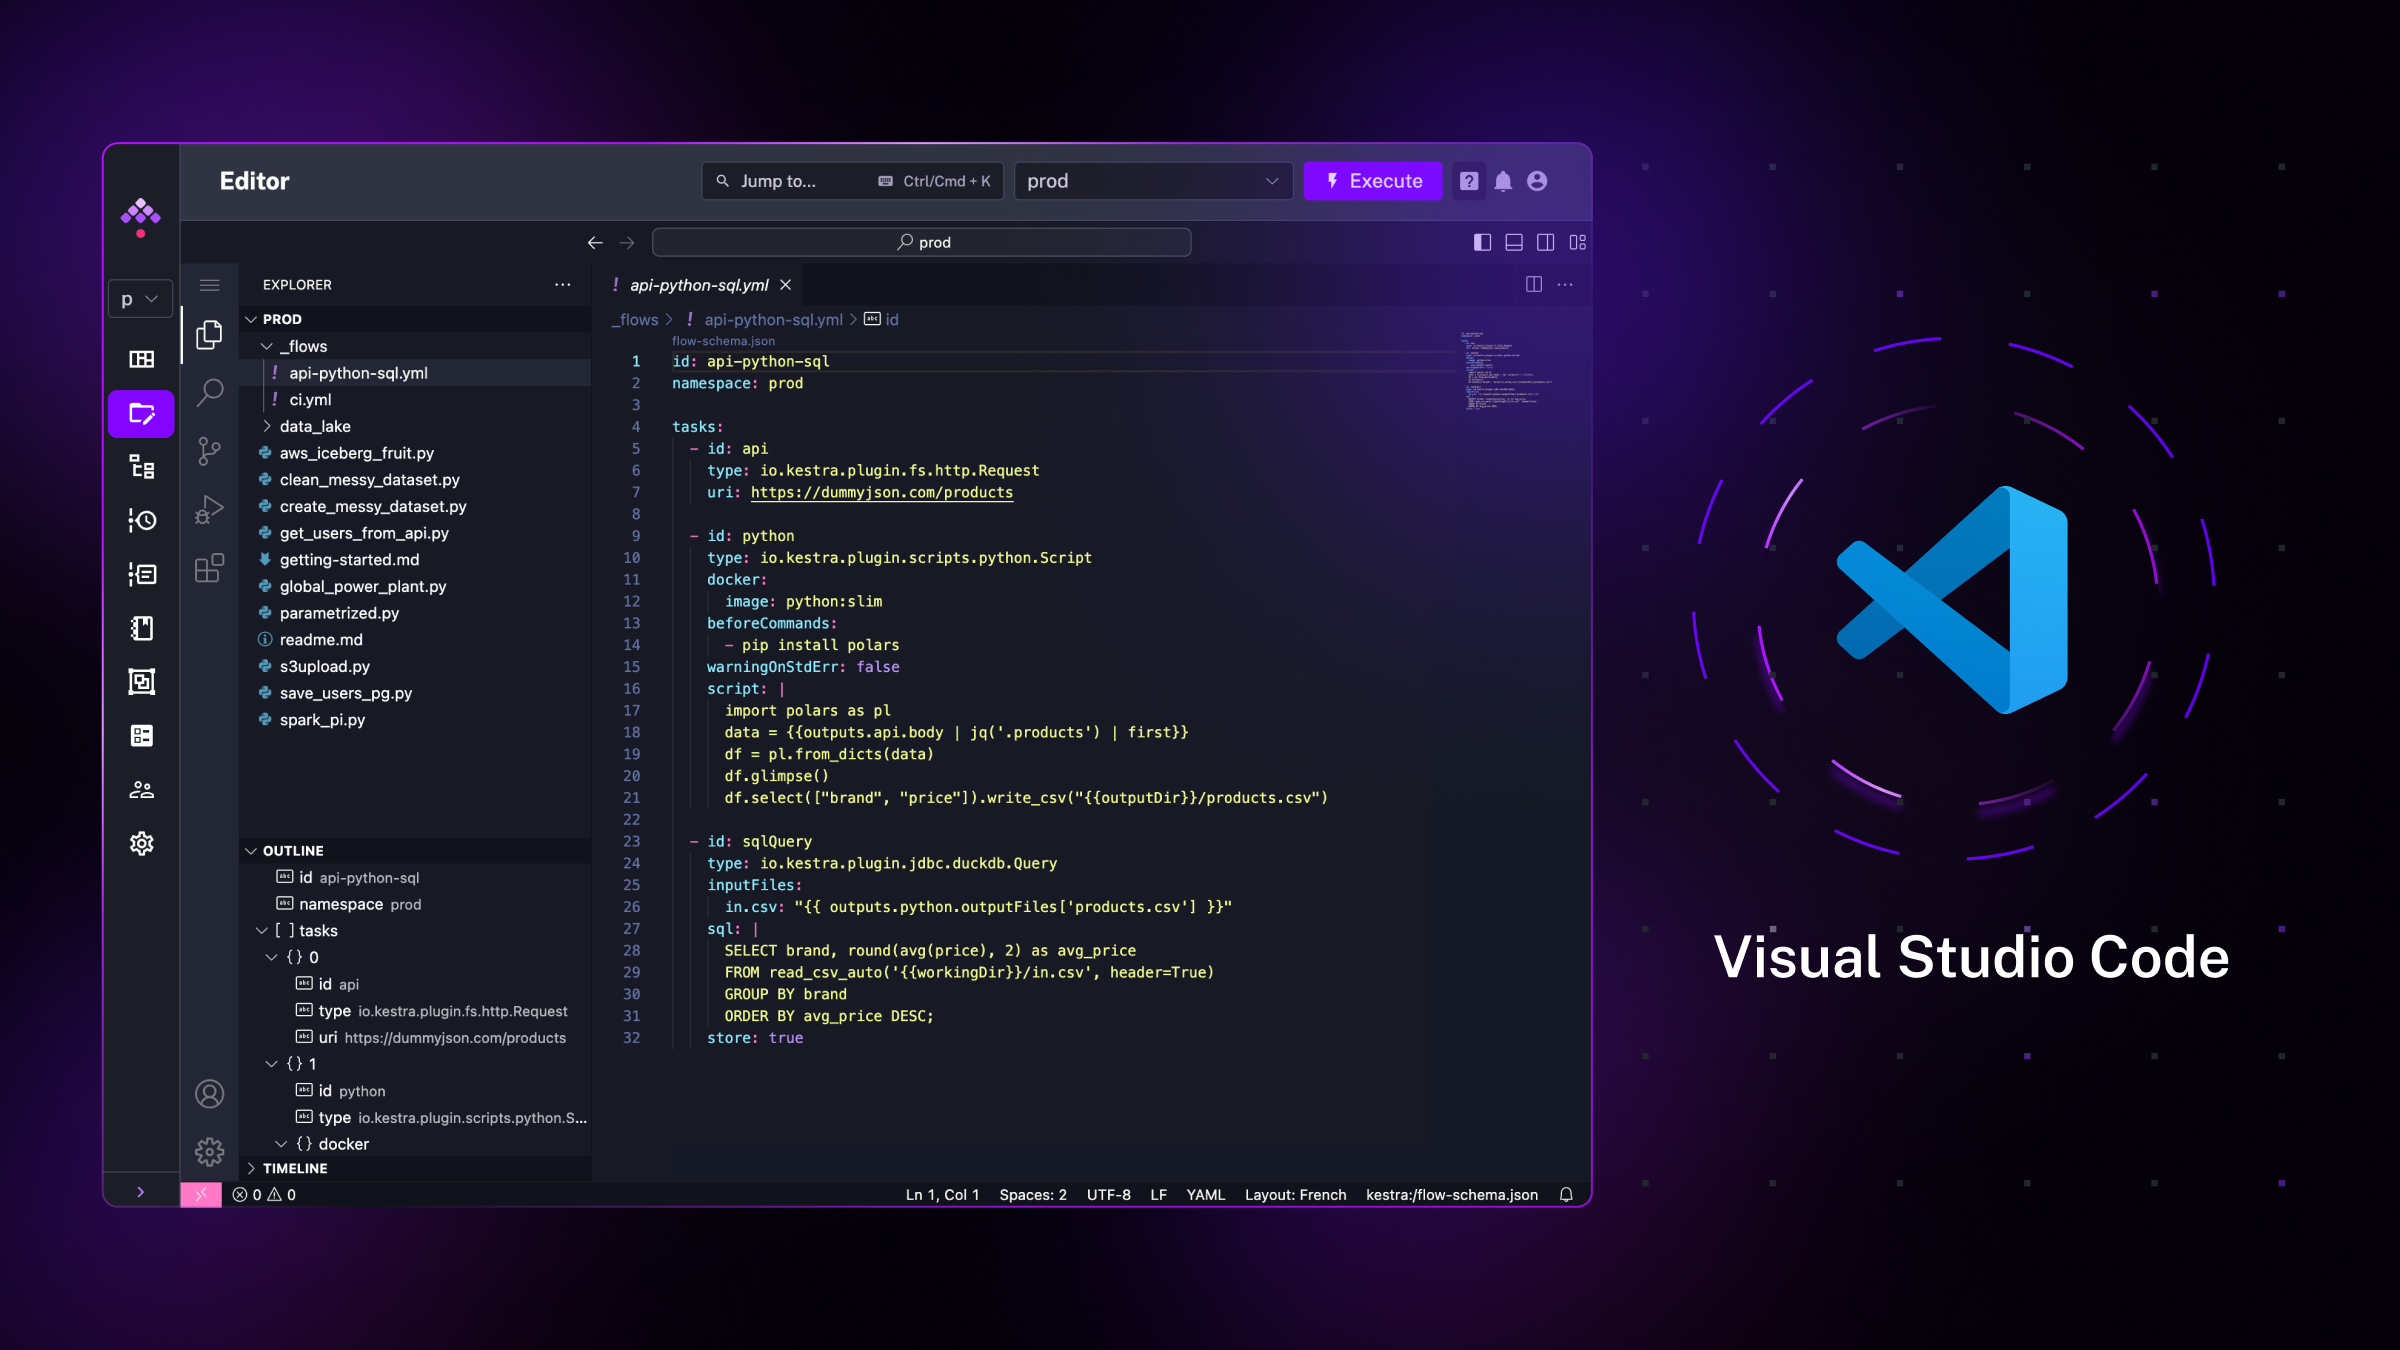 Editor
Jump to...
Ctrl/Cmd + K
prod
Execute
prod
p
EXPLORER
PROD
_flows
api-python-sql.yml
ci.yml
data_lake
aws_iceberg_fruit.py
clean_messy_dataset.py
create_messy_dataset.py
get_users_from_api.py
getting-started.md
global_power_plant.py
parametrized.py
readme.md
s3upload.py
save_users_pg.py
spark_pi.py
OUTLINE
id api-python-sql
namespace prod
[ ] tasks
{} 0
id api
type io.kestra.plugin.fs.http.Request
uri https://dummyjson.com/products
{} 1
id python
type io.kestra.plugin.scripts.python.S...
{} docker
TIMELINE
! api-python-sql.yml
_flows > ! api-python-sql.yml > id
flow-schema.json
1 id: api-python-sql
2 namespace: prod
3
4 tasks:
5 - id: api
6 type: io.kestra.plugin.fs.http.Request
7 uri: https://dummyjson.com/products
8
9 - id: python
10 type: io.kestra.plugin.scripts.python.Script
11 docker:
12 image: python:slim
13 beforeCommands:
14 - pip install polars
15 warningOnStdErr: false
16 script: |
17 import polars as pl
18 data = {{outputs.api.body | jq('.products') | first}}
19 df = pl.from_dicts(data)
20 df.glimpse()
21 df.select(["brand", "price"]).write_csv("{{outputDir}}/products.csv")
22
23 - id: sqlQuery
24 type: io.kestra.plugin.jdbc.duckdb.Query
25 inputFiles:
26 in.csv: "{{ outputs.python.outputFiles['products.csv'] }}"
27 sql: |
28 SELECT brand, round(avg(price), 2) as avg_price
29 FROM read_csv_auto('{{workingDir}}/in.csv', header=True)
30 GROUP BY brand
31 ORDER BY avg_price DESC;
32 store: true
0 0
Ln 1, Col 1 Spaces: 2 UTF-8 LF YAML Layout: French kestra:/flow-schema.json
Visual Studio Code